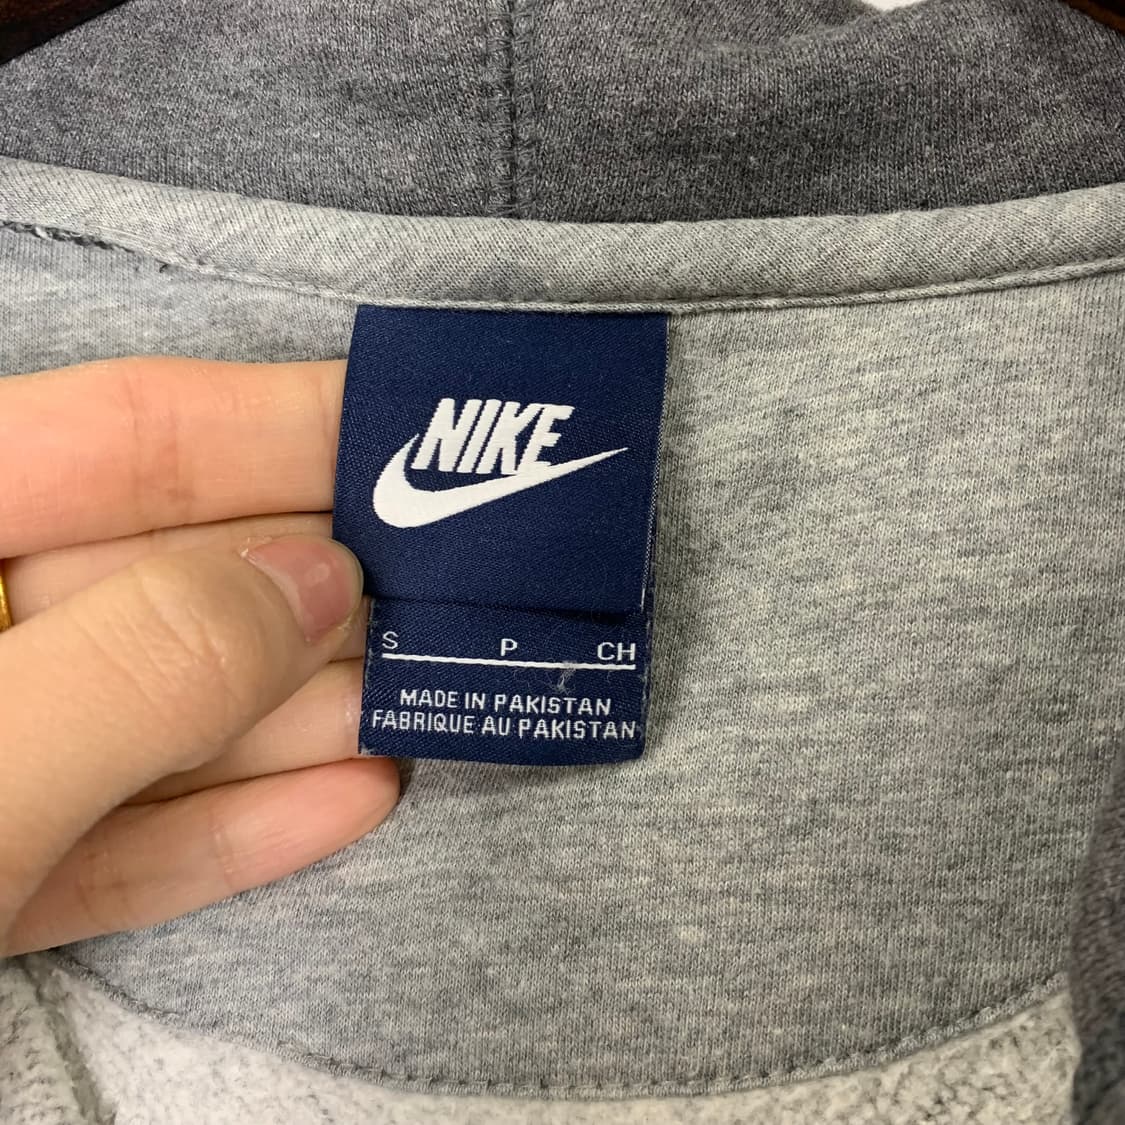 NIKE
S P CH
MADE IN PAKISTAN
FABRIQUE AU PAKISTAN